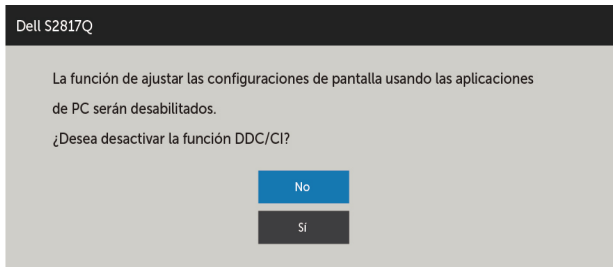 Dell S2817Q
La función de ajustar las configuraciones de pantalla usando las aplicaciones
de PC serán desabilitados.
¿Desea desactivar la función DDC/CI?
No
Sí